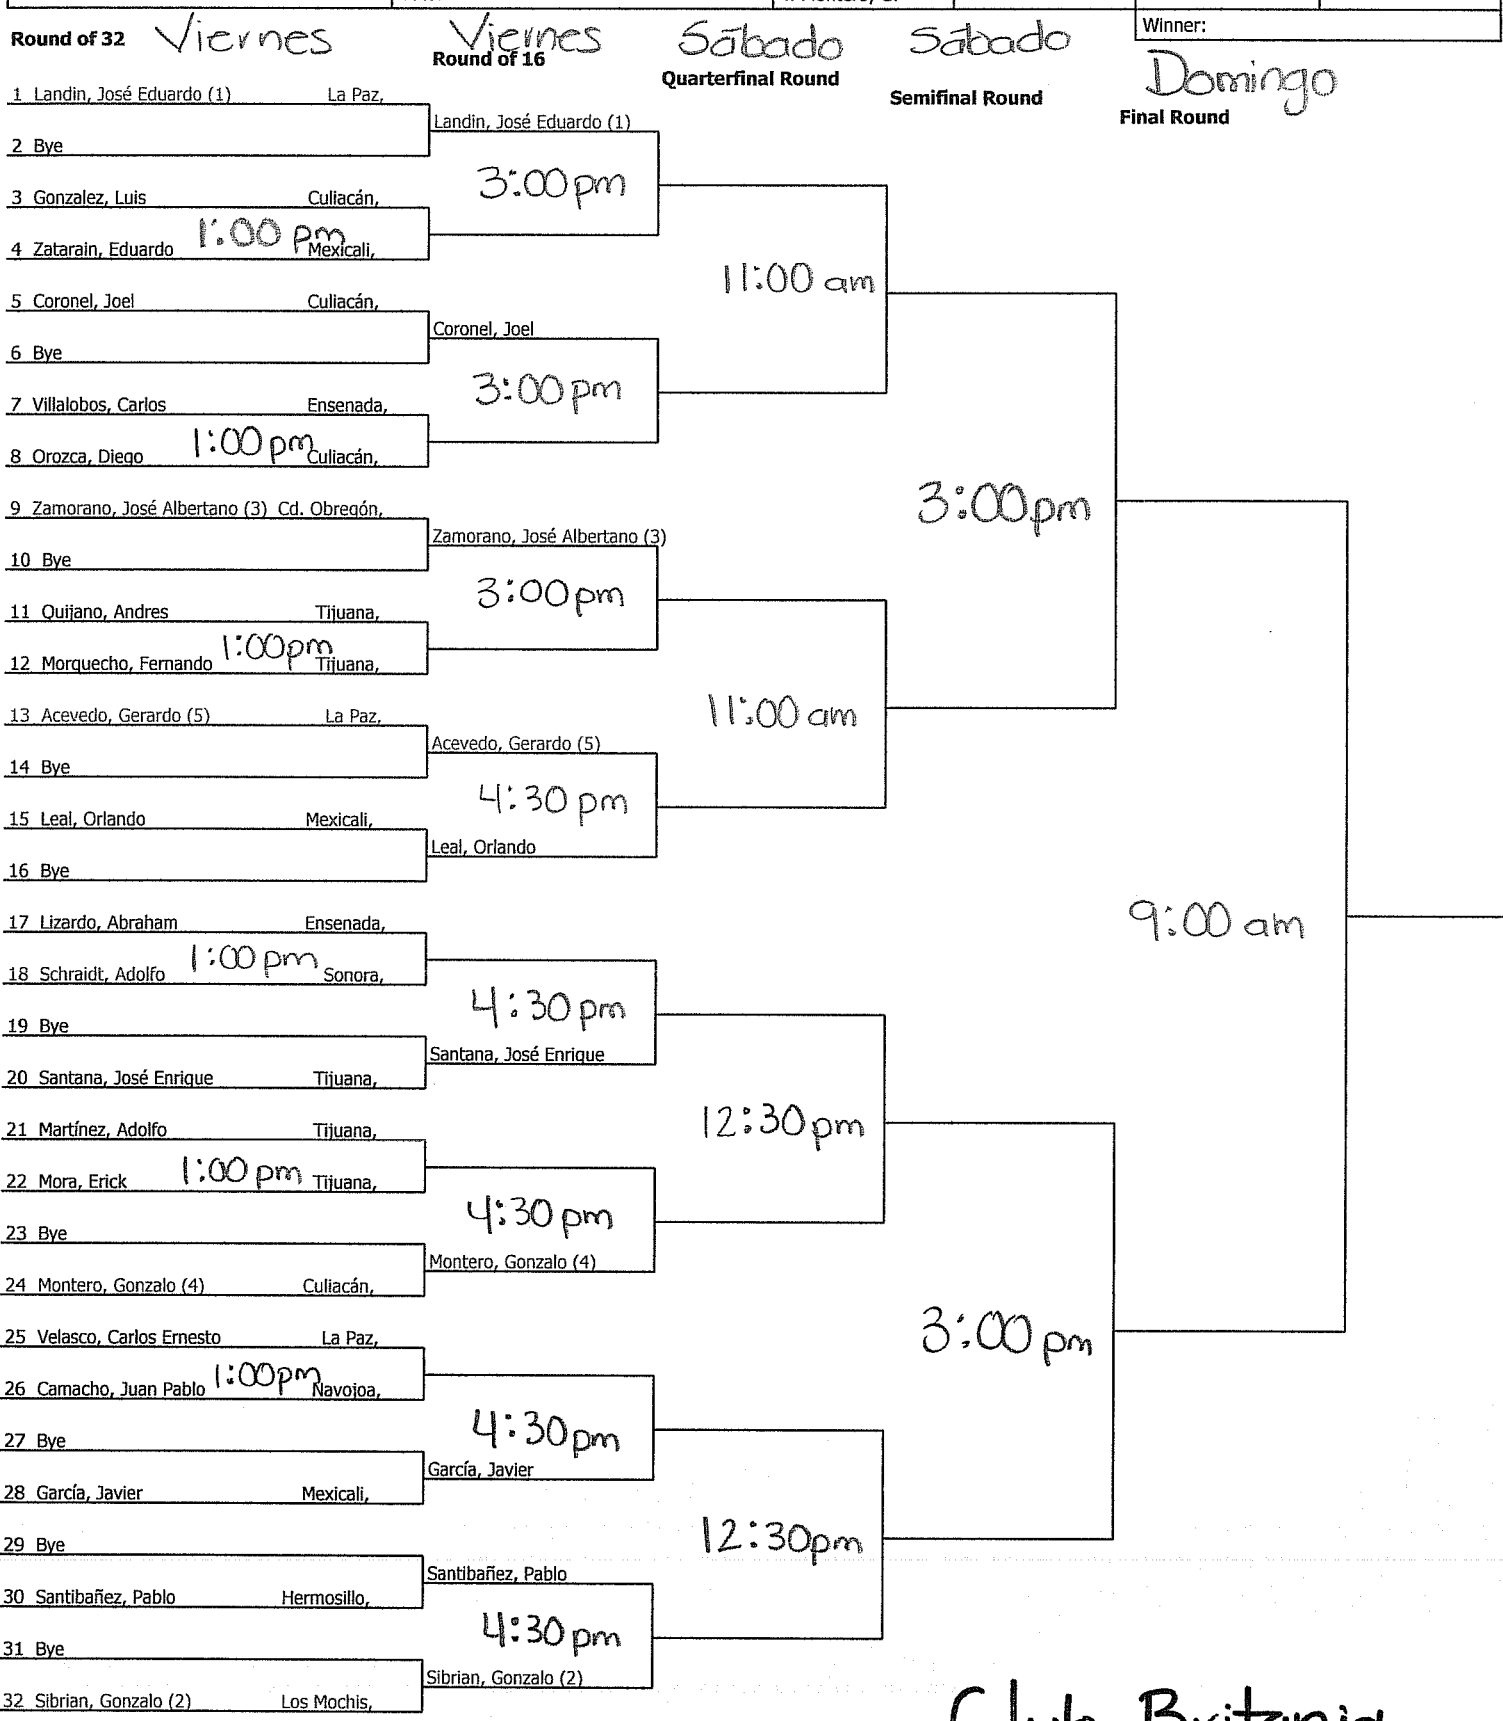 Winner:
Round of 32 Viernes Viernes Sábado Sábado
Round of 16
Quarterfinal Round
Domingo
Semifinal Round
Final Round
1 Landin, José Eduardo (1) La Paz,
Landin, José Eduardo (1)
2 Bye
3:00 pm
3 Gonzalez, Luis Culiacán,
1:00 pm
4 Zatarain, Eduardo Mexicali,
11:00 am
5 Coronel, Joel Culiacán,
Coronel, Joel
6 Bye
3:00 pm
7 Villalobos, Carlos Ensenada,
1:00 pm
8 Orozca, Diego Culiacán,
3:00 pm
9 Zamorano, José Albertano (3) Cd. Obregón,
Zamorano, José Albertano (3)
10 Bye
3:00 pm
11 Quijano, Andres Tijuana,
1:00 pm
12 Morquecho, Fernando Tijuana,
11:00 am
13 Acevedo, Gerardo (5) La Paz,
Acevedo, Gerardo (5)
14 Bye
4:30 pm
15 Leal, Orlando Mexicali,
Leal, Orlando
16 Bye
9:00 am
17 Lizardo, Abraham Ensenada,
1:00 pm
18 Schraidt, Adolfo Sonora,
4:30 pm
19 Bye
Santana, José Enrique
20 Santana, José Enrique Tijuana,
12:30 pm
21 Martínez, Adolfo Tijuana,
1:00 pm
22 Mora, Erick Tijuana,
4:30 pm
23 Bye
Montero, Gonzalo (4)
24 Montero, Gonzalo (4) Culiacán,
3:00 pm
25 Velasco, Carlos Ernesto La Paz,
1:00 pm
26 Camacho, Juan Pablo Navojoa,
4:30 pm
27 Bye
García, Javier
28 García, Javier Mexicali,
12:30 pm
29 Bye
Santibañez, Pablo
30 Santibañez, Pablo Hermosillo,
4:30 pm
31 Bye
Sibrian, Gonzalo (2)
32 Sibrian, Gonzalo (2) Los Mochis,
Club Britania